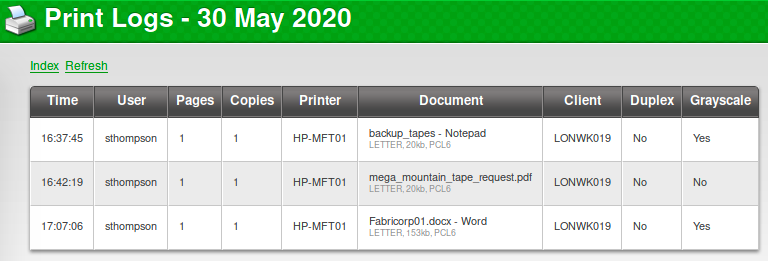 Print Logs - 30 May 2020
Index Refresh
Time User Pages Copies Printer Document Client Duplex Grayscale
16:37:45 sthompson 1 1 HP-MFT01 backup_tapes - Notepad LONWK019 No Yes
LETTER, 20kb, PCL6
16:42:19 sthompson 1 1 HP-MFT01 mega_mountain_tape_request.pdf LONWK019 No No
LETTER, 20kb, PCL6
17:07:06 sthompson 1 1 HP-MFT01 Fabricorp01.docx - Word LONWK019 No Yes
LETTER, 153kb, PCL6